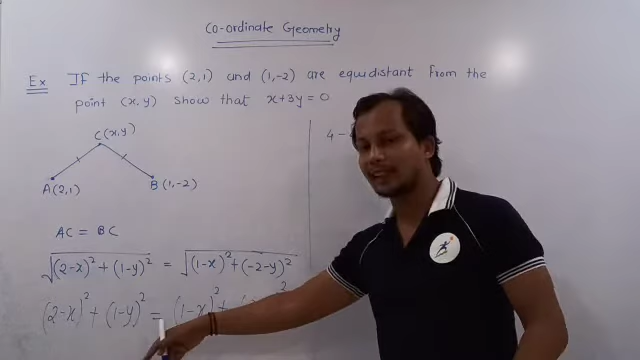 Co-ordinate Geometry
Ex IF the points (2,1) and (1,-2) are equidistant from the
point (x,y) show that x+3y = 0
C(x,y)
A(2,1)
B(1,-2)
AC = BC
√(2-x)² + (1-y)² = √(1-x)² + (-2-y)²
(2-x)² + (1-y)² = (1-x)² +
4 -